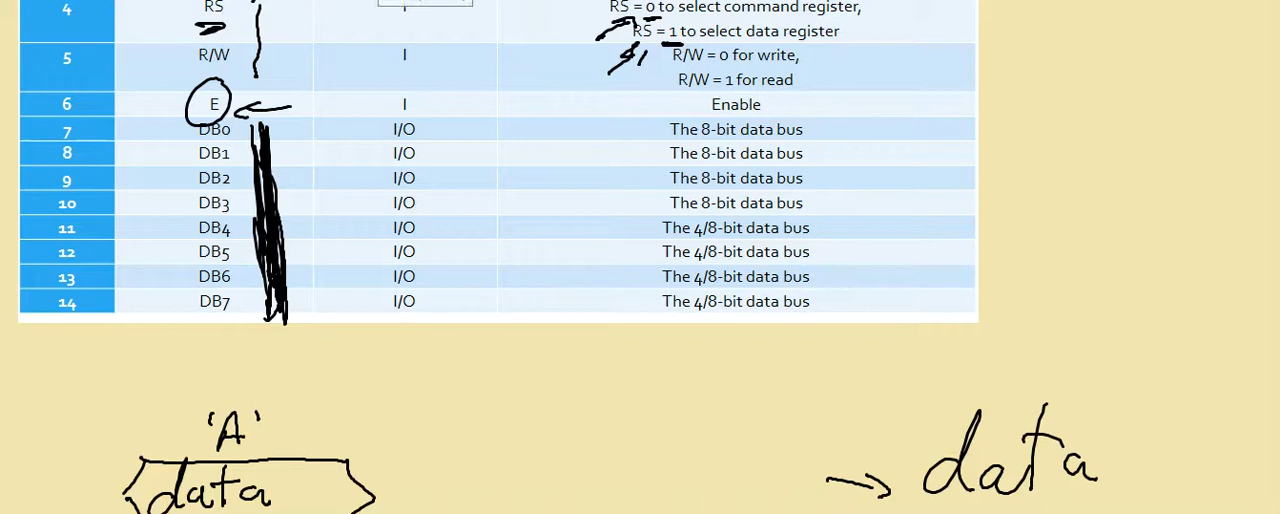 4 RS I RS = 0 to select command register,
RS = 1 to select data register
5 R/W I R/W = 0 for write,
R/W = 1 for read
6 E I Enable
7 DB0 I/O The 8-bit data bus
8 DB1 I/O The 8-bit data bus
9 DB2 I/O The 8-bit data bus
10 DB3 I/O The 8-bit data bus
11 DB4 I/O The 4/8-bit data bus
12 DB5 I/O The 4/8-bit data bus
13 DB6 I/O The 4/8-bit data bus
14 DB7 I/O The 4/8-bit data bus
'A'
data → data